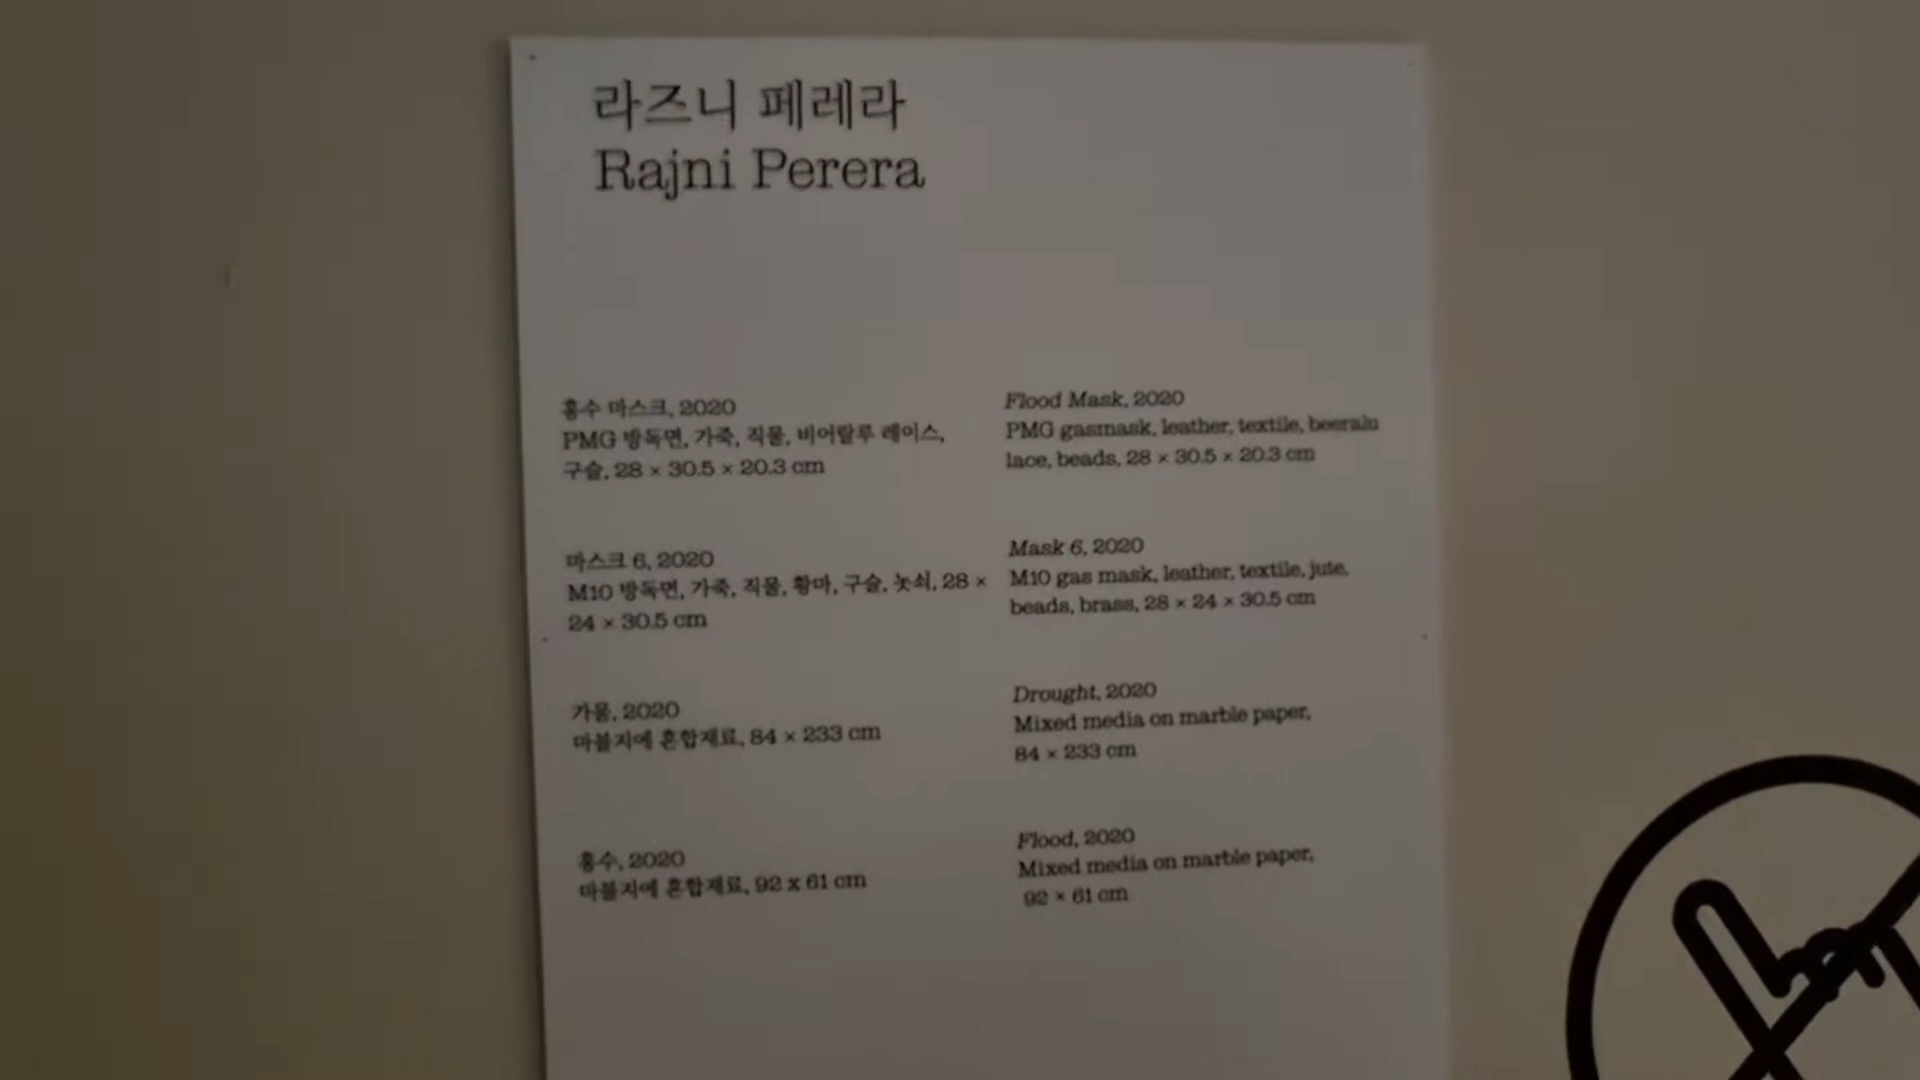 라즈니 페레라
Rajni Perera
홍수 마스크, 2020
PMG 방독면, 가죽, 직물, 비어랄루 레이스,
구슬, 28 × 30.5 × 20.3 cm
마스크 6, 2020
M10 방독면, 가죽, 직물, 황마, 구슬, 놋쇠, 28 ×
24 × 30.5 cm
가뭄, 2020
마블지에 혼합재료, 84 × 233 cm
홍수, 2020
마블지에 혼합재료, 92 x 61 cm
Flood Mask, 2020
PMG gasmask, leather, textile, beeralu
lace, beads, 28 × 30.5 × 20.3 cm
Mask 6, 2020
M10 gas mask, leather, textile, jute,
beads, brass, 28 × 24 × 30.5 cm
Drought, 2020
Mixed media on marble paper,
84 × 233 cm
Flood, 2020
Mixed media on marble paper,
92 × 61 cm